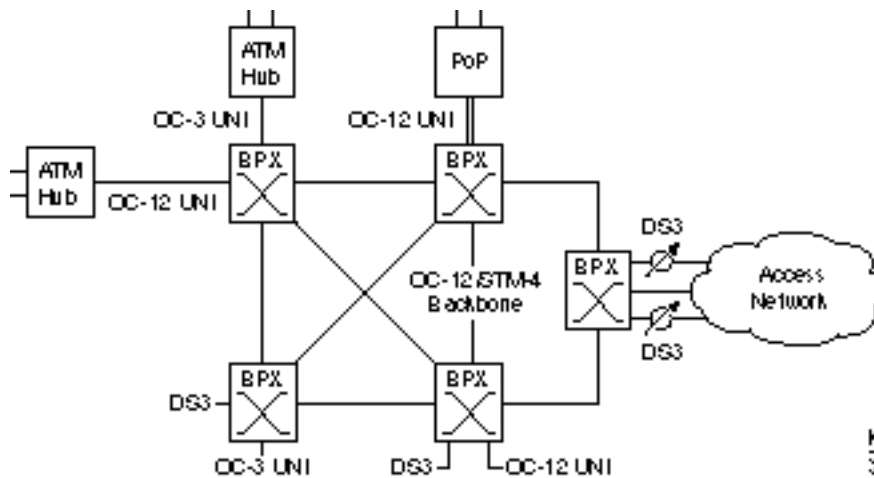 ATM
Hub
PoP
OC-3 UNI
OC-12 UNI
ATM
Hub
BPX
BPX
OC-12 UNI
DS3
BPX
Access
Network
OC-12/STM-4
Backbone
DS3
BPX
BPX
DS3
OC-3 UNI
DS3
OC-12 UNI